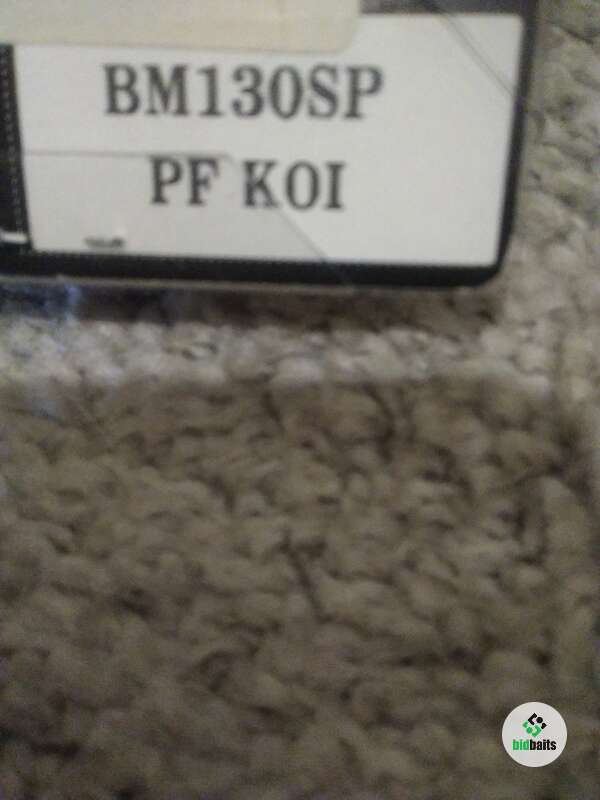 BM130SP
PF KOI
bidbaits